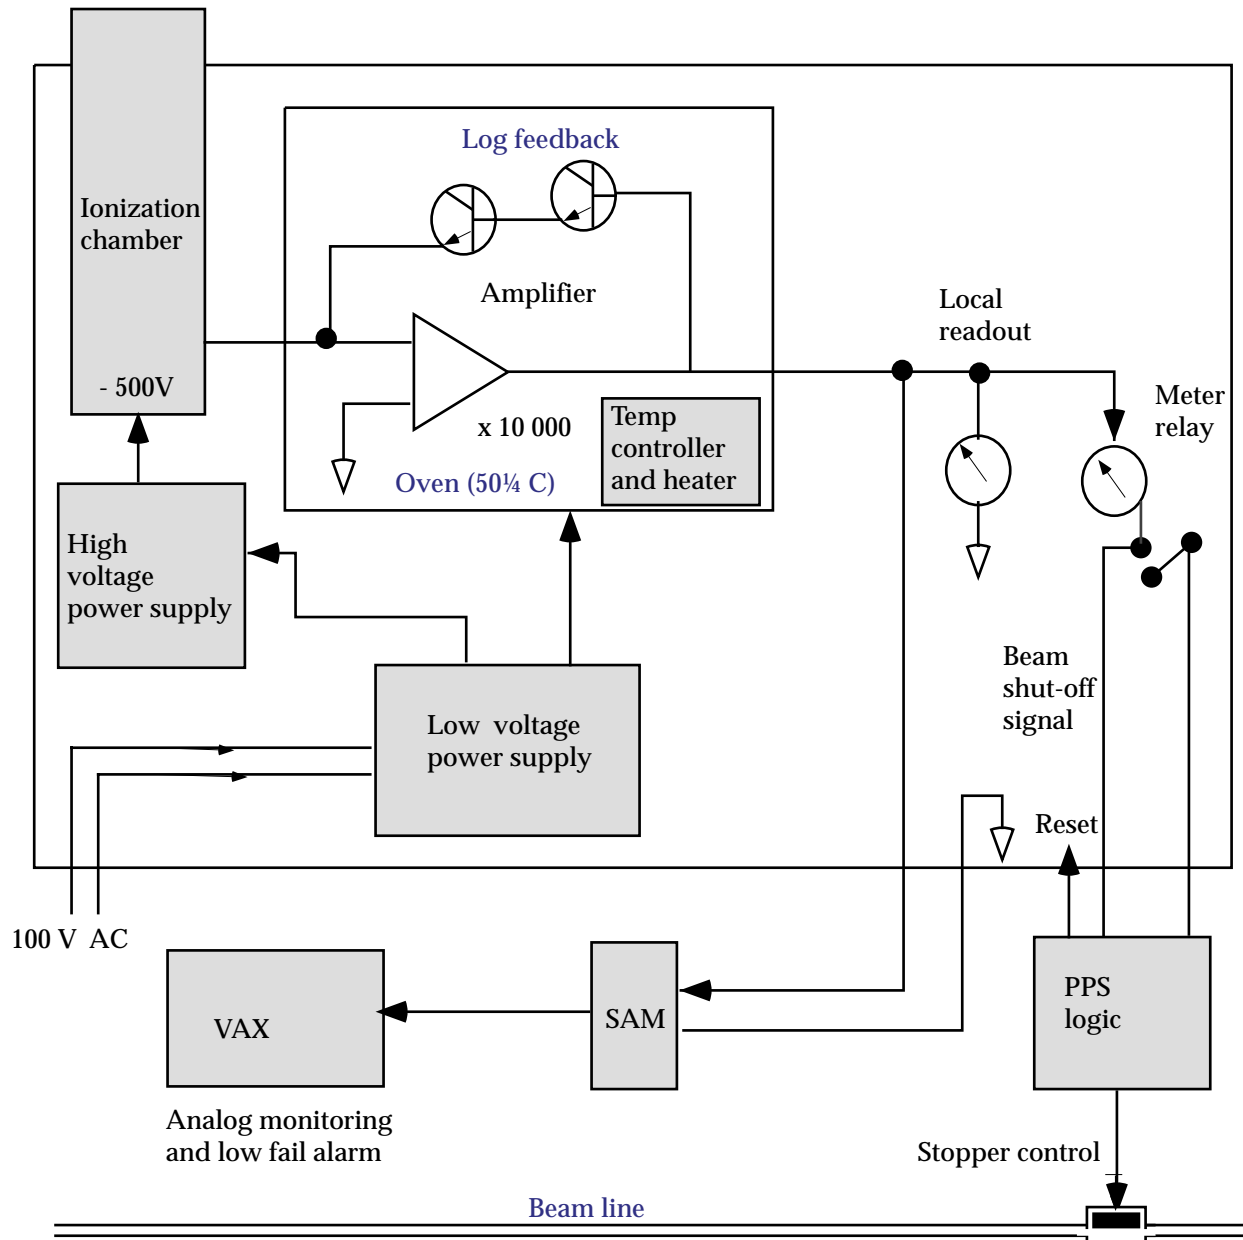 Log feedback
Ionization
chamber
Amplifier
Local
readout
- 500V
Meter
relay
x 10 000
Temp
controller
and heater
Oven (50¼ C)
High
voltage
power supply
Beam
shut-off
signal
Low voltage
power supply
Reset
100 V AC
VAX
SAM
PPS
logic
Analog monitoring
and low fail alarm
Stopper control
Beam line